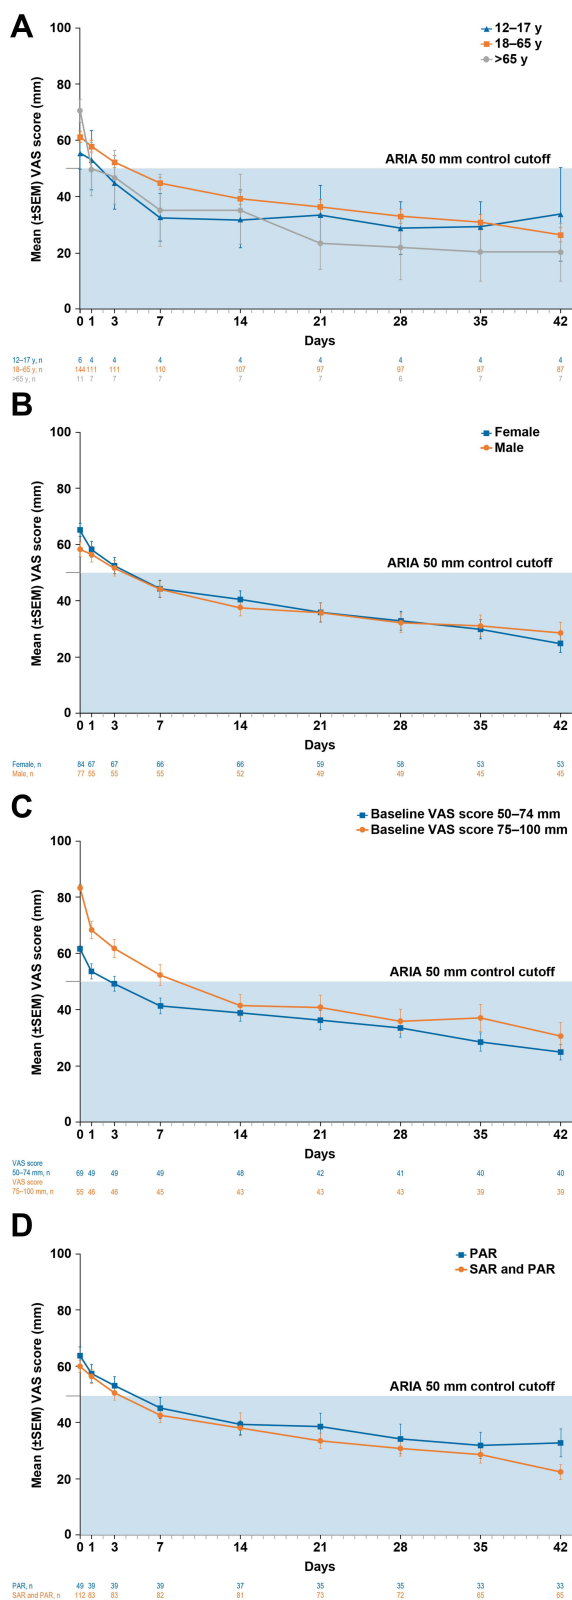 A
12–17 y
18–65 y
>65 y
ARIA 50 mm control cutoff
Mean (±SEM) VAS score (mm)
100
80
60
40
20
0
0 1 3 7 14 21 28 35 42
Days
12–17 y, n 6 4 4 4 4 4 4 4 4
18–65 y, n 144 111 111 110 107 97 97 87 87
>65 y, n 11 7 7 7 7 7 6 7 7
B
Female
Male
ARIA 50 mm control cutoff
Mean (±SEM) VAS score (mm)
100
80
60
40
20
0
0 1 3 7 14 21 28 35 42
Days
Female, n 84 67 67 66 66 59 58 53 53
Male, n 77 55 55 55 52 49 49 45 45
C
Baseline VAS score 50–74 mm
Baseline VAS score 75–100 mm
ARIA 50 mm control cutoff
Mean (±SEM) VAS score (mm)
100
80
60
40
20
0
0 1 3 7 14 21 28 35 42
Days
VAS score
50–74 mm, n 69 49 49 49 48 42 41 40 40
VAS score
75–100 mm, n 55 46 46 45 43 43 43 39 39
D
PAR
SAR and PAR
ARIA 50 mm control cutoff
Mean (±SEM) VAS score (mm)
100
80
60
40
20
0
0 1 3 7 14 21 28 35 42
Days
PAR, n 49 39 39 39 37 35 35 33 33
SAR and PAR, n 112 83 83 82 81 73 72 65 65